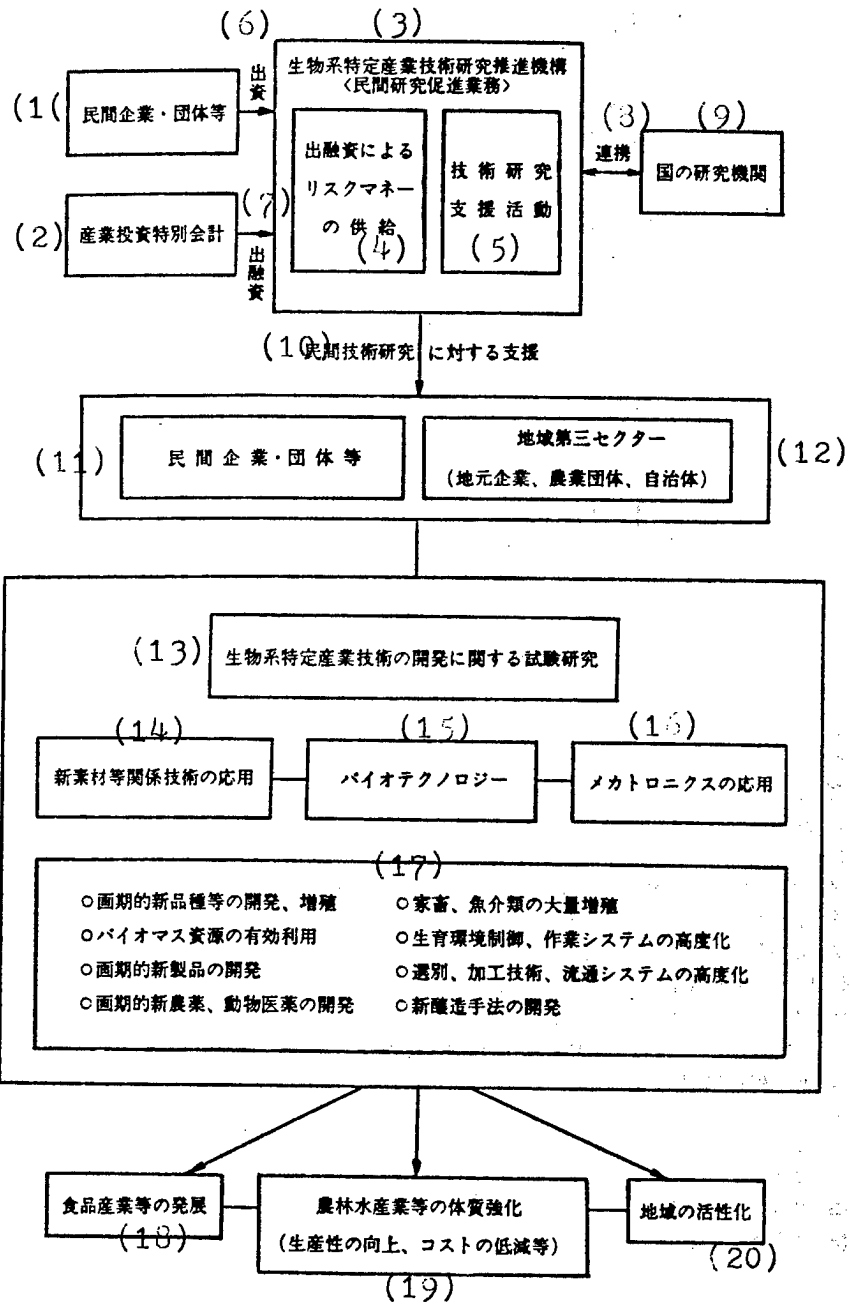 (6)
(3)
生物系特定産業技術研究推進機構
〈民間研究促進業務〉
出資
(1(
民間企業・団体等
出融資による
リスクマネー
の供給
(4)
技術研究
支援活動
(5)
(8)
連携
(9)
国の研究機関
(2)
産業投資特別会計
(7)
出融資
(10)民間技術研究に対する支援
(11)
民間企業・団体等
地域第三セクター
(地元企業、農業団体、自治体)
(12)
(13)
生物系特定産業技術の開発に関する試験研究
(14)
新素材等関係技術の応用
(15)
バイオテクノロジー
(16)
メカトロニクスの応用
(17)
○画期的新品種等の開発、増殖
○バイオマス資源の有効利用
○画期的新製品の開発
○画期的新農薬、動物医薬の開発
○家畜、魚介類の大量増殖
○生育環境制御、作業システムの高度化
○選別、加工技術、流通システムの高度化
○新醸造手法の開発
食品産業等の発展
(18)
農林水産業等の体質強化
(生産性の向上、コストの低減等)
(19)
地域の活性化
(20)